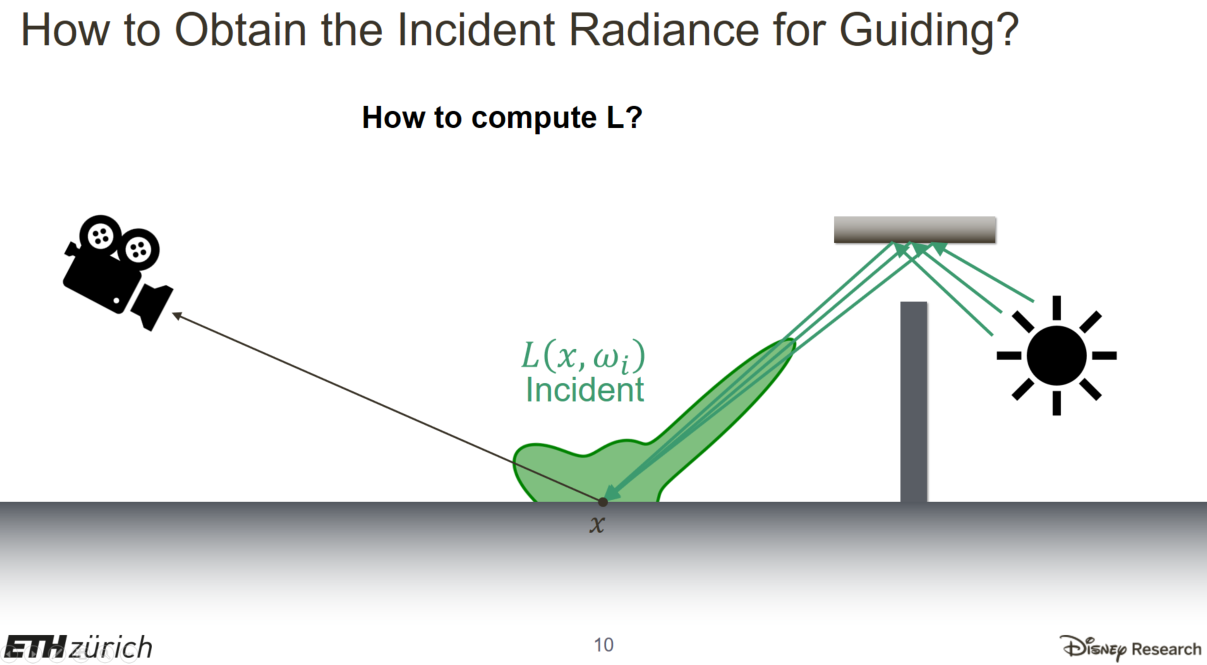 How to Obtain the Incident Radiance for Guiding?
How to compute L?
L(x, ωᵢ)
Incident
x
ETH zürich
10
Disney Research